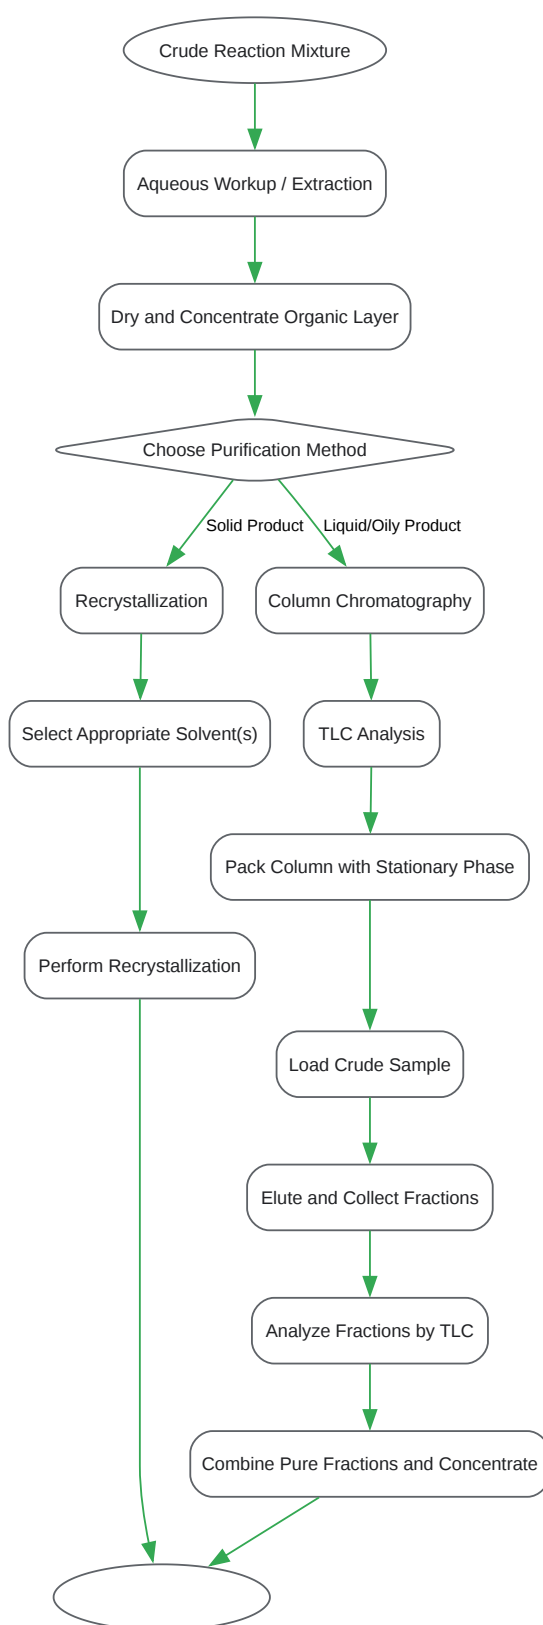 Crude Reaction Mixture
Aqueous Workup / Extraction
Dry and Concentrate Organic Layer
Choose Purification Method
Solid Product
Liquid/Oily Product
Recrystallization
Column Chromatography
Select Appropriate Solvent(s)
TLC Analysis
Pack Column with Stationary Phase
Perform Recrystallization
Load Crude Sample
Elute and Collect Fractions
Analyze Fractions by TLC
Combine Pure Fractions and Concentrate